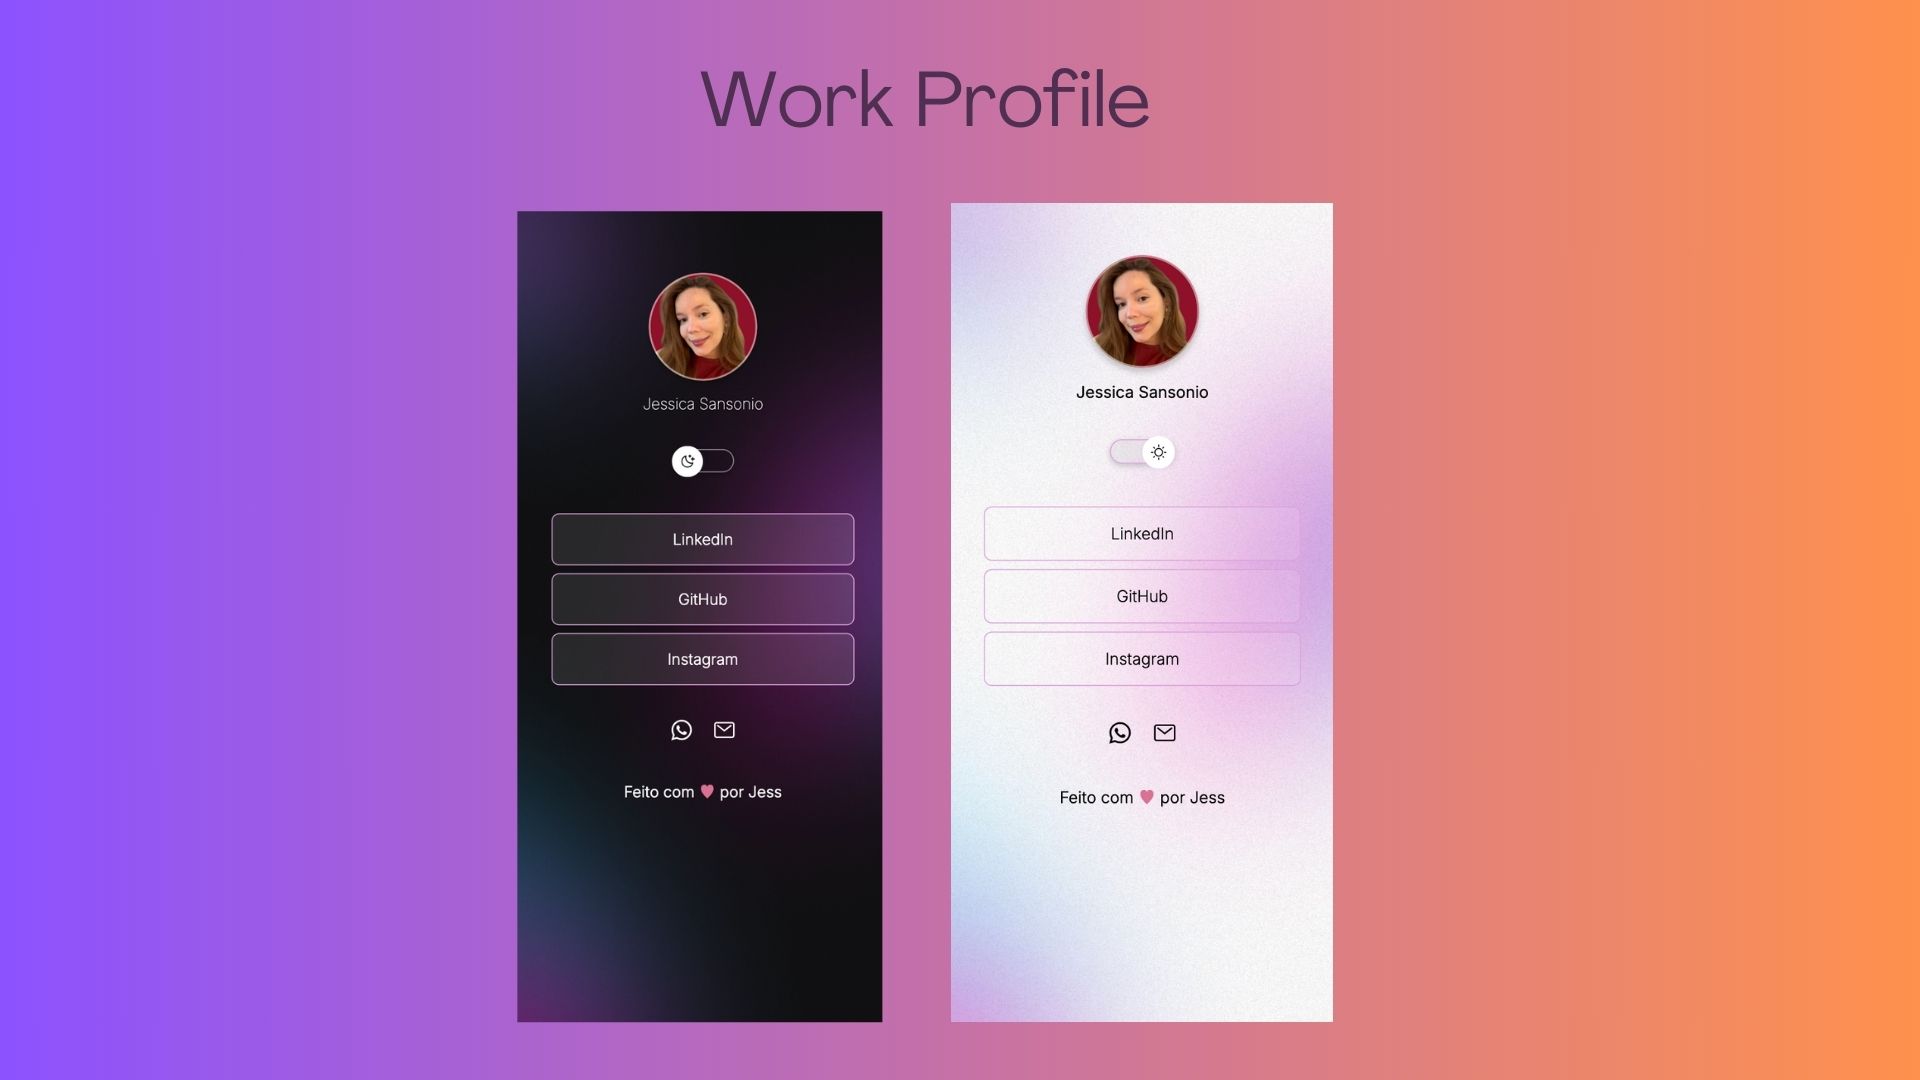 Work Profile
Jessica Sansonio
LinkedIn
GitHub
Instagram
Feito com ♥ por Jess
Jessica Sansonio
LinkedIn
GitHub
Instagram
Feito com ♥ por Jess